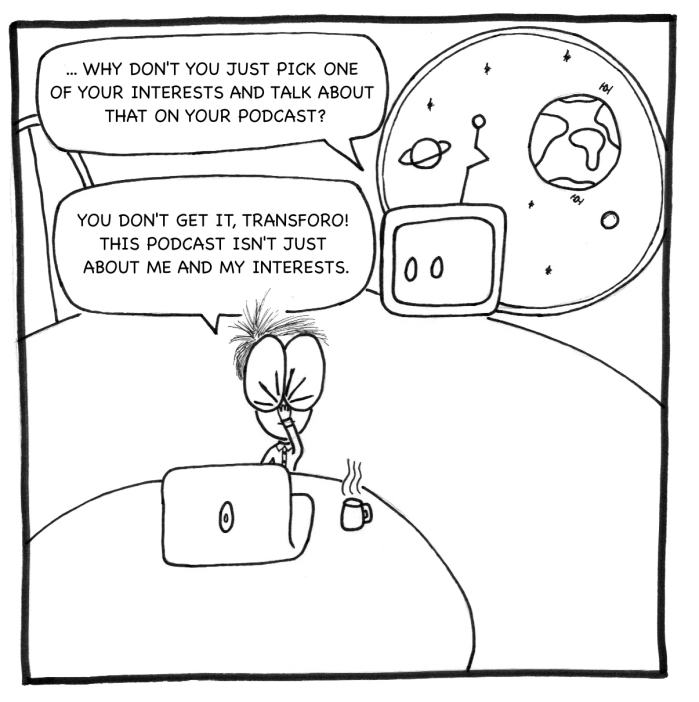 ... WHY DON'T YOU JUST PICK ONE
OF YOUR INTERESTS AND TALK ABOUT
THAT ON YOUR PODCAST?
YOU DON'T GET IT, TRANSFORO!
THIS PODCAST ISN'T JUST
ABOUT ME AND MY INTERESTS.